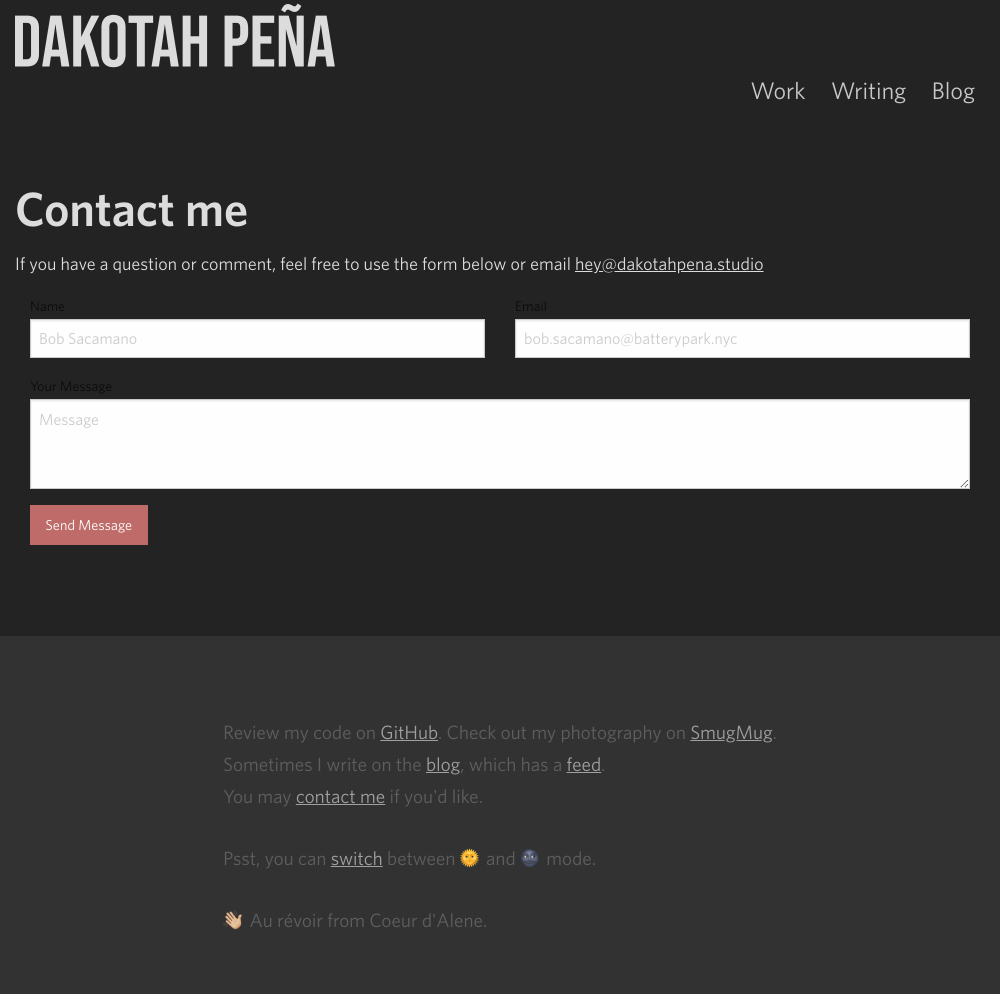 DAKOTAH PEÑA
Work Writing Blog
Contact me
If you have a question or comment, feel free to use the form below or email hey@dakotahpena.studio
Name Email
Bob Sacamano bob.sacamano@batterypark.nyc
Your Message
Message
Send Message
Review my code on GitHub. Check out my photography on SmugMug.
Sometimes I write on the blog, which has a feed.
You may contact me if you'd like.
Psst, you can switch between 🌞 and 🌚 mode.
👋🏼 Au révoir from Coeur d'Alene.